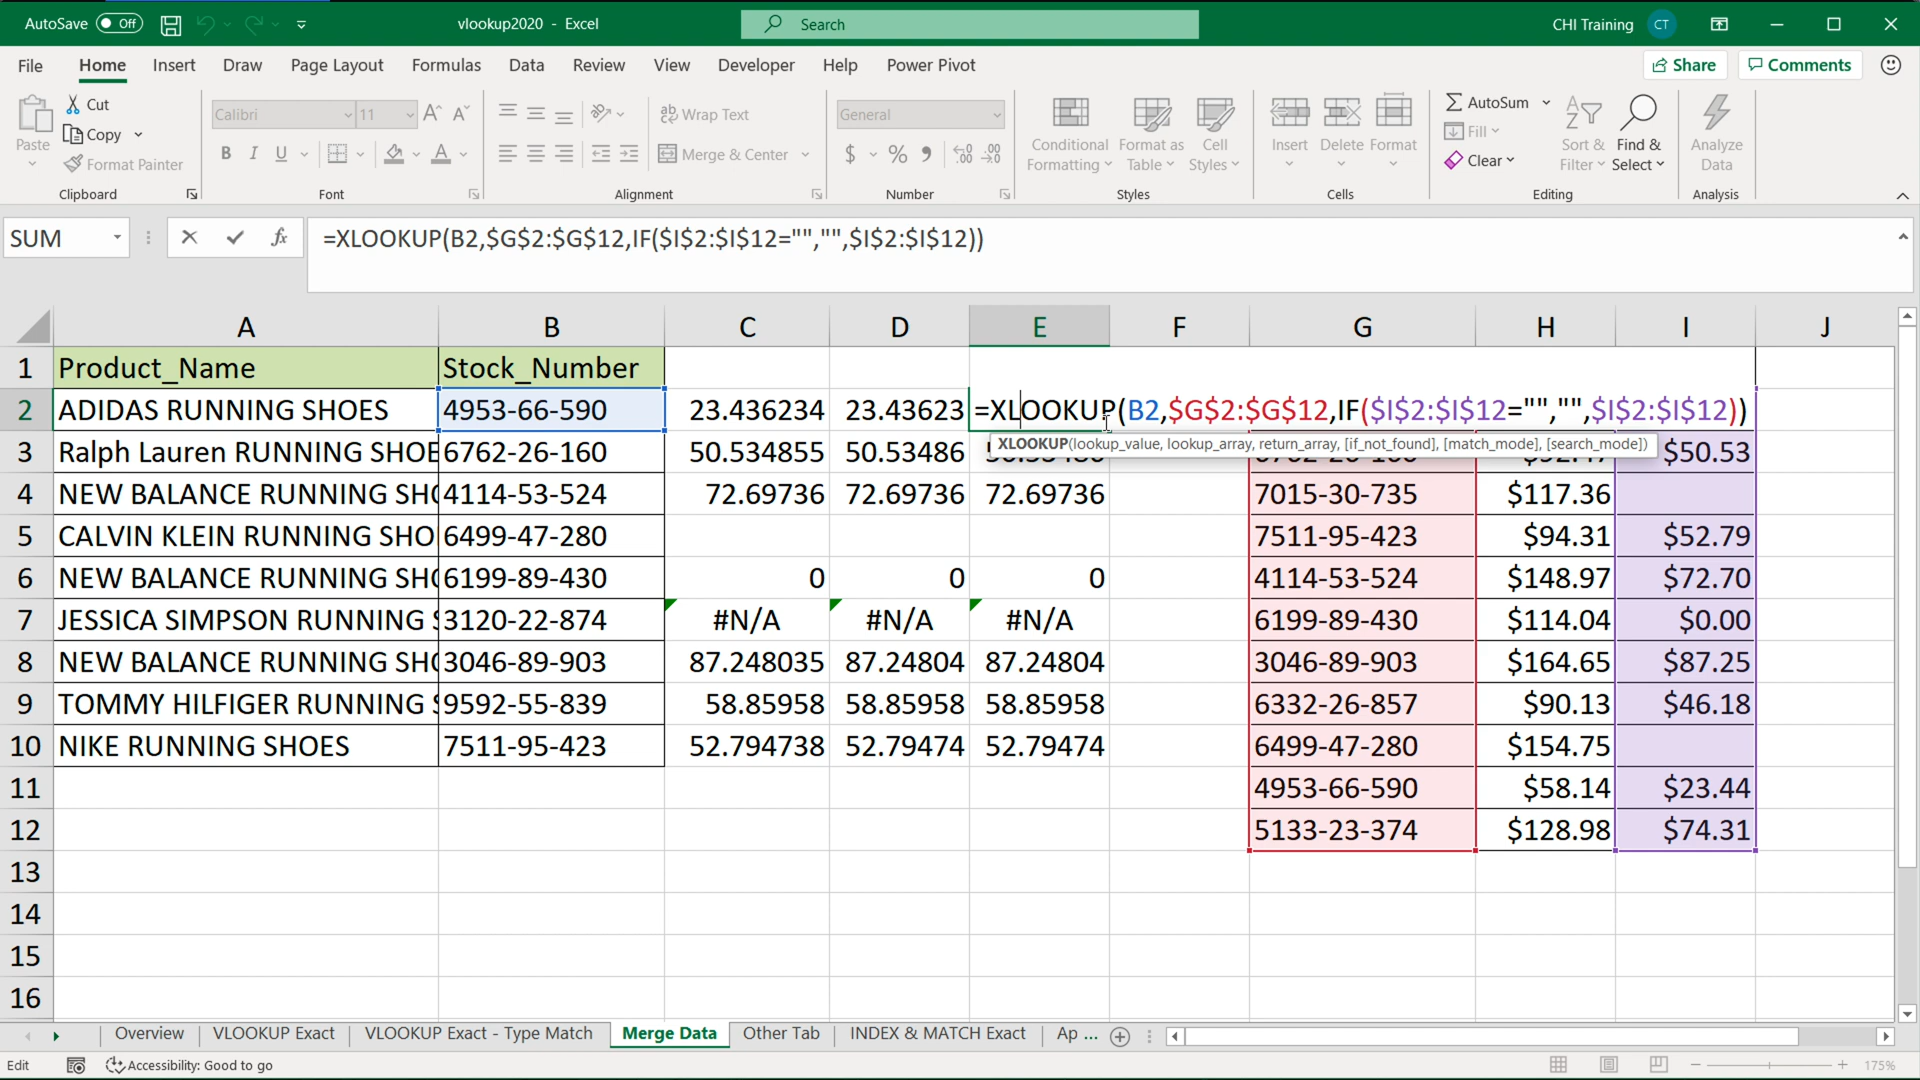 AutoSave Off vlookup2020 - Excel Search CHI Training CT
File Home Insert Draw Page Layout Formulas Data Review View Developer Help Power Pivot Share Comments
Paste Cut Copy Format Painter Clipboard
Calibri 11 B I U A Font
ab Wrap Text Merge & Center Alignment
General $ % Number
Conditional Formatting Format as Table Cell Styles Styles
Insert Delete Format Cells
AutoSum Fill Clear Sort & Filter Find & Select Editing
Analyze Data Analysis
SUM fx =XLOOKUP(B2,$G$2:$G$12,IF($I$2:$I$12="","",$I$2:$I$12))
A B C D E F G H I J
1 Product_Name Stock_Number
2 ADIDAS RUNNING SHOES 4953-66-590 23.436234 23.43623 =XLOOKUP(B2,$G$2:$G$12,IF($I$2:$I$12="","",$I$2:$I$12))
XLOOKUP(lookup_value, lookup_array, return_array, [if_not_found], [match_mode], [search_mode])
3 Ralph Lauren RUNNING SHOE 6762-26-160 50.534855 50.53486 $50.53
4 NEW BALANCE RUNNING SHO 4114-53-524 72.69736 72.69736 72.69736 7015-30-735 $117.36
5 CALVIN KLEIN RUNNING SHO 6499-47-280 7511-95-423 $94.31 $52.79
6 NEW BALANCE RUNNING SHO 6199-89-430 0 0 0 4114-53-524 $148.97 $72.70
7 JESSICA SIMPSON RUNNING S 3120-22-874 #N/A #N/A #N/A 6199-89-430 $114.04 $0.00
8 NEW BALANCE RUNNING SHO 3046-89-903 87.248035 87.24804 87.24804 3046-89-903 $164.65 $87.25
9 TOMMY HILFIGER RUNNING S 9592-55-839 58.85958 58.85958 58.85958 6332-26-857 $90.13 $46.18
10 NIKE RUNNING SHOES 7511-95-423 52.794738 52.79474 52.79474 6499-47-280 $154.75
11 4953-66-590 $58.14 $23.44
12 5133-23-374 $128.98 $74.31
13
14
15
16
Overview VLOOKUP Exact VLOOKUP Exact - Type Match Merge Data Other Tab INDEX & MATCH Exact Ap ...
Edit Accessibility: Good to go 175%